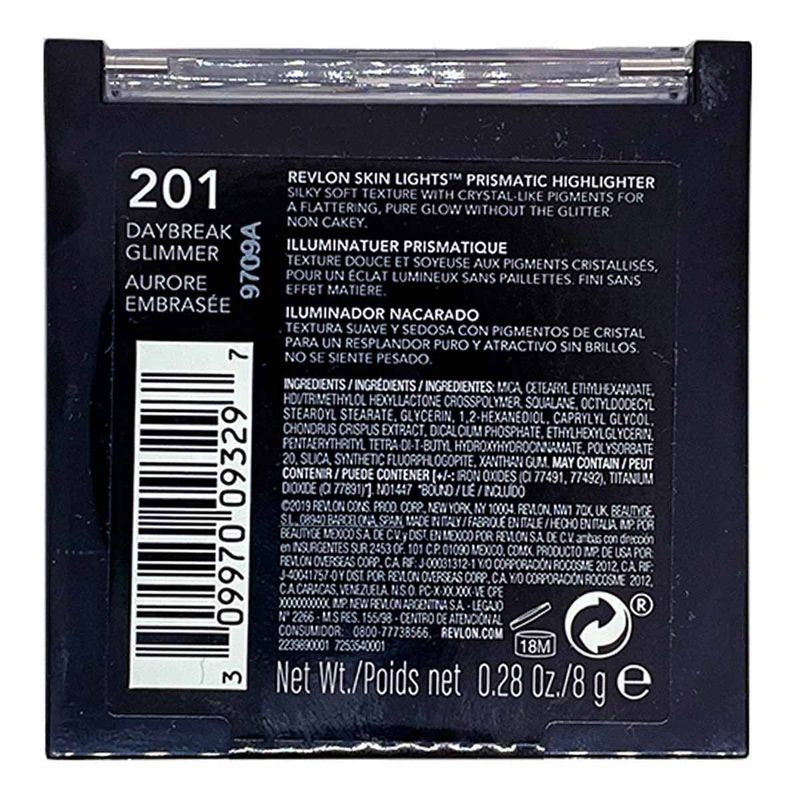 201
DAYBREAK
GLIMMER
AURORE
EMBRASÉE
9709A
REVLON SKIN LIGHTS™ PRISMATIC HIGHLIGHTER
SILKY SOFT TEXTURE WITH CRYSTAL-LIKE PIGMENTS FOR
A FLATTERING, PURE GLOW WITHOUT THE GLITTER.
NON CAKEY.
ILLUMINATUER PRISMATIQUE
TEXTURE DOUCE ET SOYEUSE AUX PIGMENTS CRISTALLISÉS,
POUR UN ÉCLAT LUMINEUX SANS PAILLETTES. FINI SANS
EFFET MATIÈRE.
ILUMINADOR NACARADO
TEXTURA SUAVE Y SEDOSA CON PIGMENTOS DE CRISTAL
PARA UN RESPLANDOR PURO Y ATRACTIVO SIN BRILLOS.
NO SE SIENTE PESADO.
INGREDIENTS / INGRÉDIENTS / INGREDIENTES: MICA, CETEARYL ETHYLHEXANOATE,
HDI/TRIMETHYLOL HEXYLLACTONE CROSSPOLYMER, SQUALANE, OCTYLDODECYL
STEAROYL STEARATE, GLYCERIN, 1,2-HEXANEDIOL, CAPRYLYL GLYCOL,
CHONDRUS CRISPUS EXTRACT, DICALCIUM PHOSPHATE, ETHYLHEXYLGLYCERIN,
PENTAERYTHRITYL TETRA-DI-T-BUTYL HYDROXYHYDROCINNAMATE, POLYSORBATE
20, SILICA, SYNTHETIC FLUORPHLOGOPITE, XANTHAN GUM. MAY CONTAIN / PEUT
CONTENIR / PUEDE CONTENER [+/-: IRON OXIDES (CI 77491, 77492), TITANIUM
DIOXIDE (CI 77891)*]. N01447 *BOUND / LIÉ / INCLUÍDO
©2019 REVLON CONS. PROD. CORP., NEW YORK, NY 10004. REVLON, NW1 7QX, UK. BEAUTYGE,
S.L., 08940 BARCELONA, SPAIN. MADE IN ITALY / FABRIQUÉ EN ITALIE / HECHO EN ITALIA. IMP. POR
BEAUTYGE MÉXICO S.A. DE C.V. y DIST. EN MÉXICO POR REVLON S.A. DE C.V. ambas con dirección
en INSURGENTES SUR 2453 OF. 101 C.P. 01090 MÉXICO, CDMX. PRODUCTO IMP. DE USA POR
REVLON OVERSEAS CORP., C.A. RIF: J-00031312-1 Y/O CORPORACIÓN ROCOSME 2012, C.A. RIF:
J-40041757-0 Y DIST. POR REVLON OVERSEAS CORP. C.A. Y/O CORPORACIÓN ROCOSME 2012,
C.A. CARACAS, VENEZUELA. N.S.O. PC-X-XX.XXX-VE CPE
XXXXXXXXXX. IMP. NEW REVLON ARGENTINA S.A. - LEGAJO
N° 2266 - M.S RES. 155/98 - CENTRO DE ATENCIÓN AL
CONSUMIDOR: 0800-77738566. REVLON.COM
2239890001 7253540001
18M
®
Net Wt./Poids net 0.28 Oz./8 g ℮
3 09970 09329 7